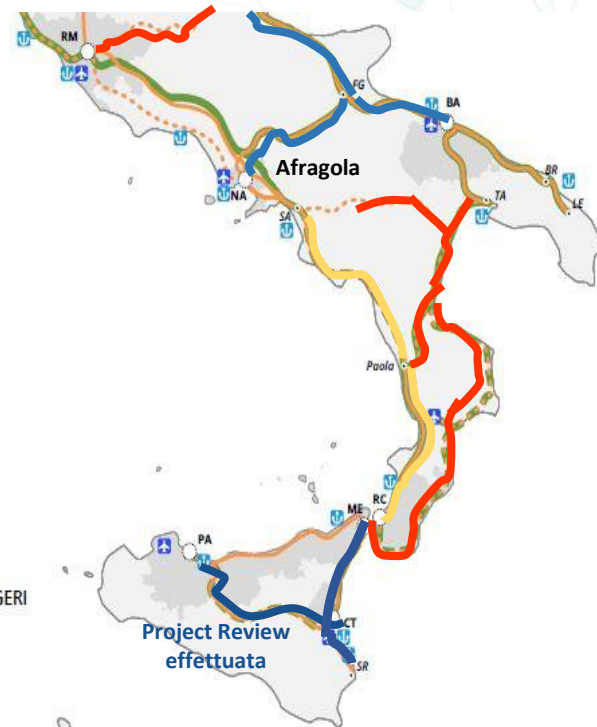 RM
FG
BA
Afragola
NA
BR
TA
LE
SA
Paola
ME
RC
PA
GERI
CT
Project Review
effettuata
SR